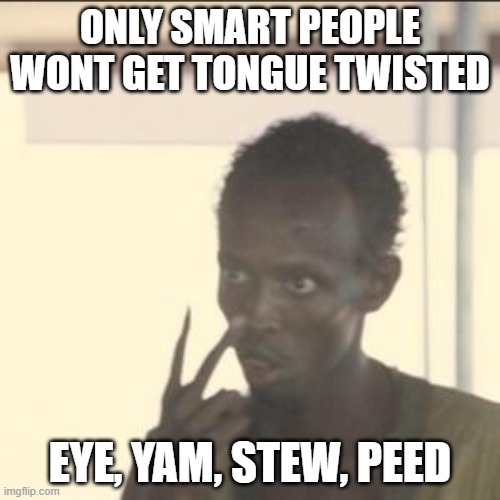 ONLY SMART PEOPLE
WONT GET TONGUE TWISTED
EYE, YAM, STEW, PEED
imgflip.com